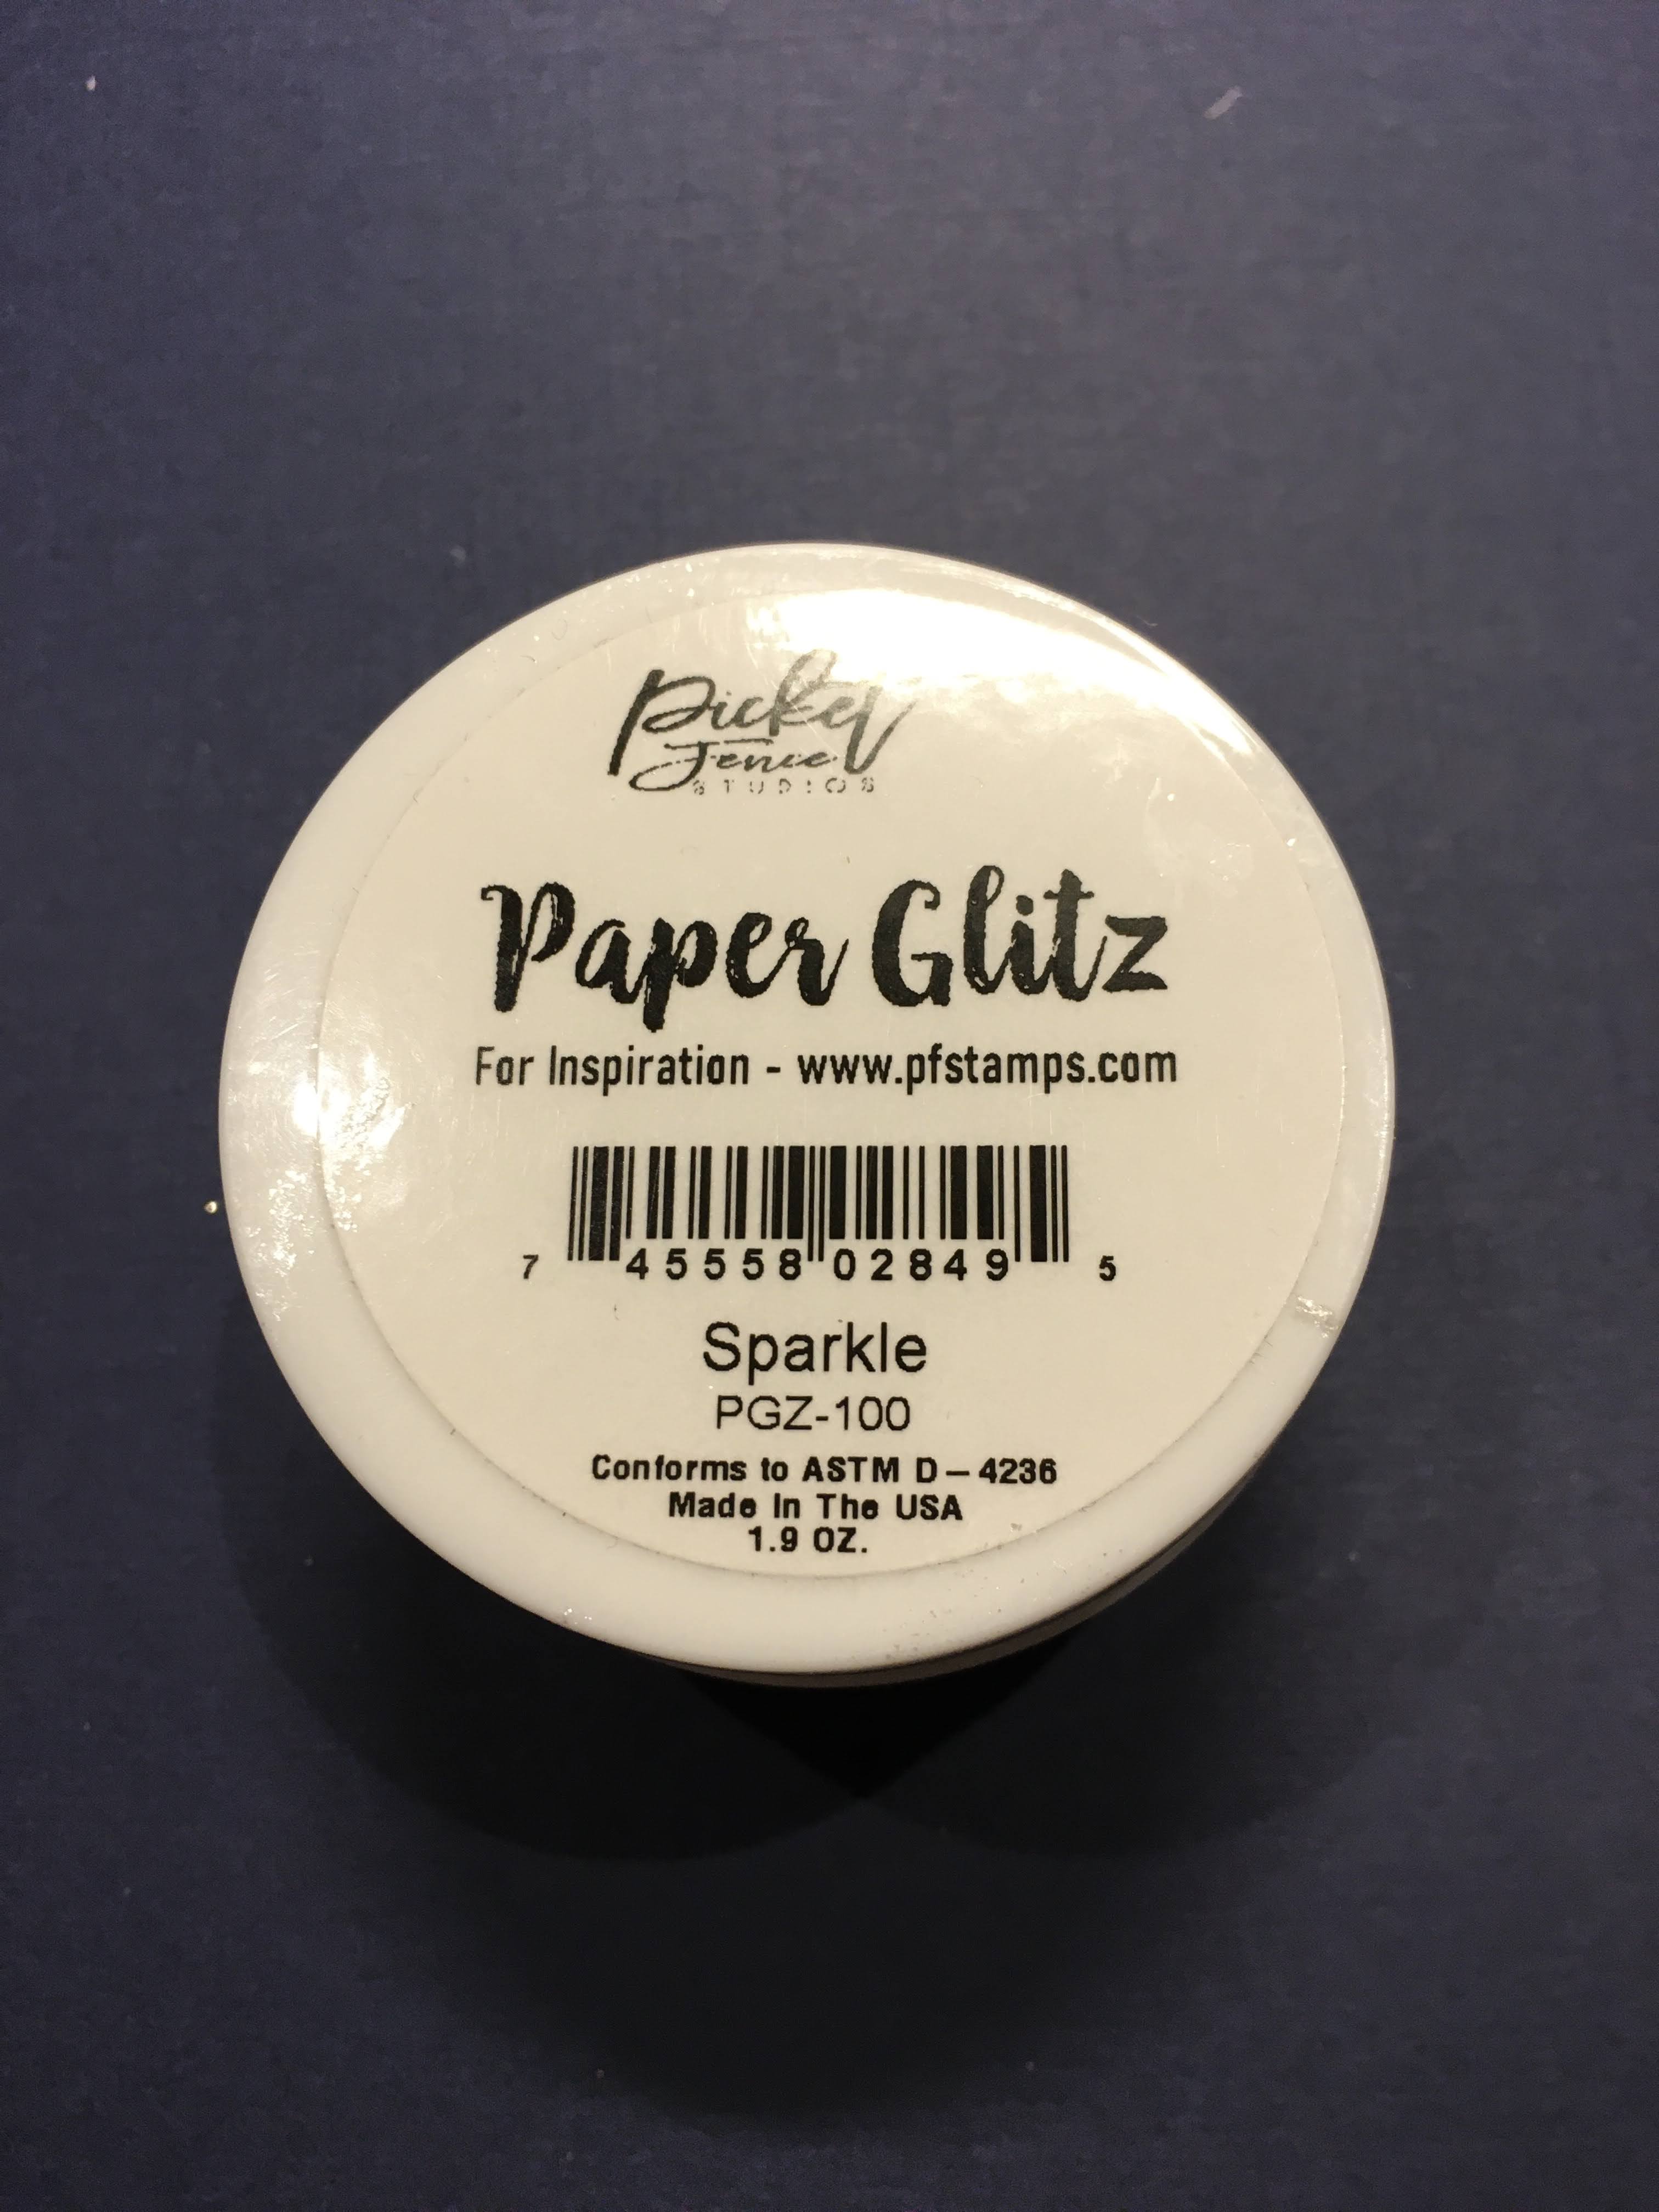 Picket
Fence
STUDIOS
Paper Glitz
For Inspiration - www.pfstamps.com
7 45558 02849 5
Sparkle
PGZ-100
Conforms to ASTM D-4236
Made In The USA
1.9 OZ.